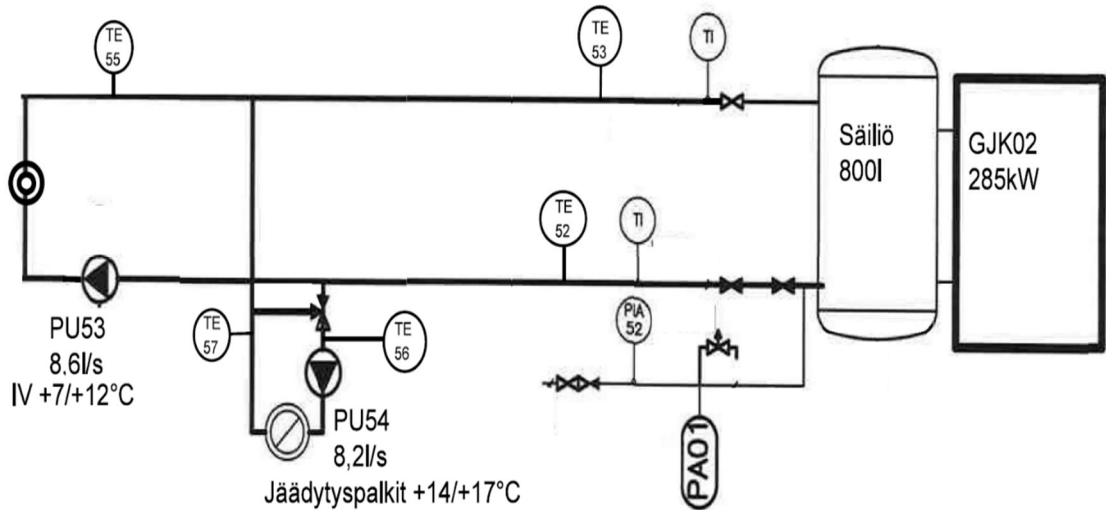 TE
55
TE
53
TI
Säiliö
800l
GJK02
285kW
TE
52
TI
PU53
8.6l/s
IV +7/+12°C
TE
57
TE
56
PIA
52
PU54
8,2l/s
Jäädytyspalkit +14/+17°C
PA01